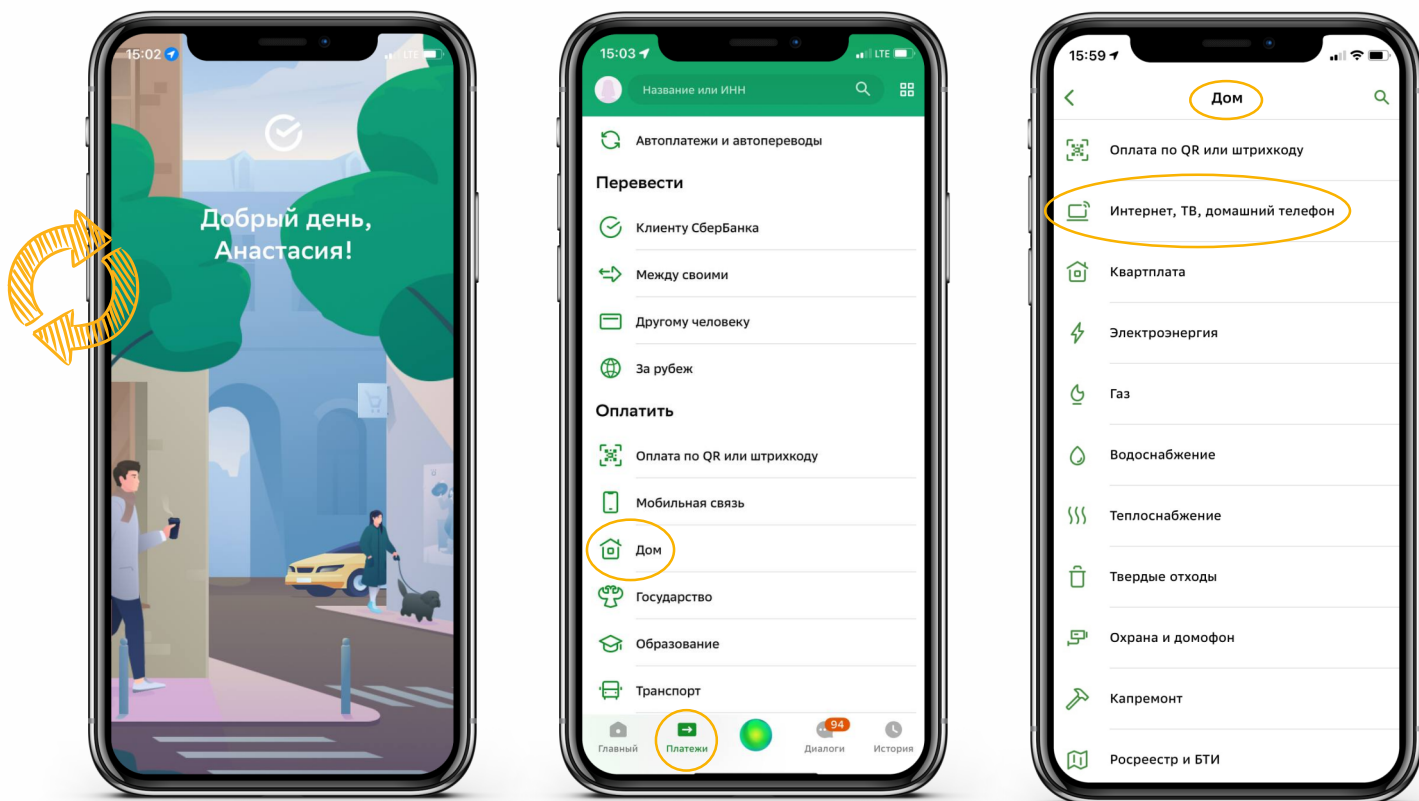 15:02
LTE
Добрый день,
Анастасия!
15:03
LTE
Название или ИНН
Автоплатежи и автопереводы
Перевести
Клиенту СберБанка
Между своими
Другому человеку
За рубеж
Оплатить
Оплата по QR или штрихкоду
Мобильная связь
Дом
Государство
Образование
Транспорт
94
Главный
Платежи
Диалоги
История
15:59
Дом
Оплата по QR или штрихкоду
Интернет, ТВ, домашний телефон
Квартплата
Электроэнергия
Газ
Водоснабжение
Теплоснабжение
Твердые отходы
Охрана и домофон
Капремонт
Росреестр и БТИ